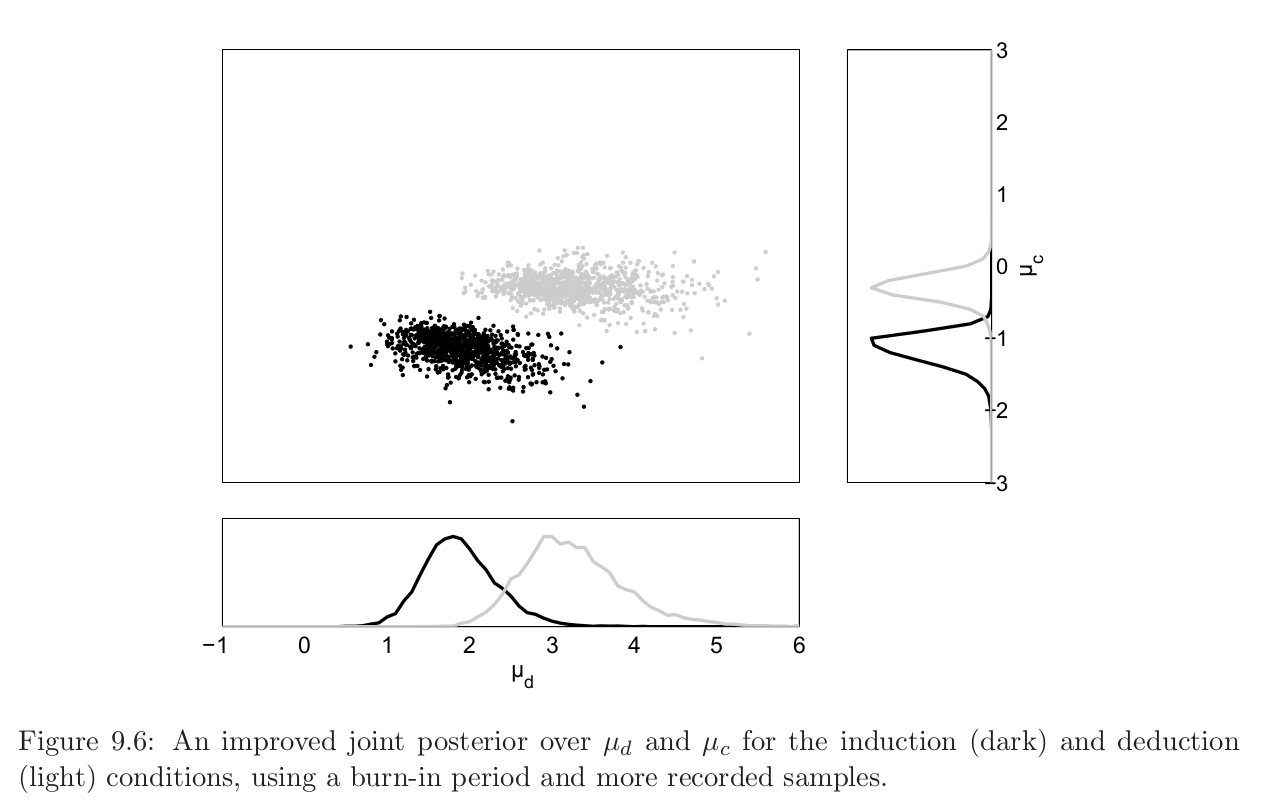 3
2
1
0
−1
−2
−3
μc
−1 0 1 2 3 4 5 6
μd
Figure 9.6: An improved joint posterior over μd and μc for the induction (dark) and deduction
(light) conditions, using a burn-in period and more recorded samples.